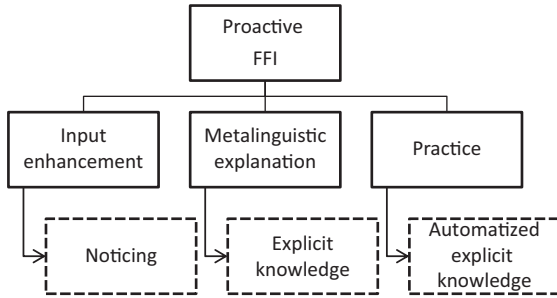 Proactive
FFI
Input
enhancement
Metalinguistic
explanation
Practice
Noticing
Explicit
knowledge
Automatized
explicit
knowledge